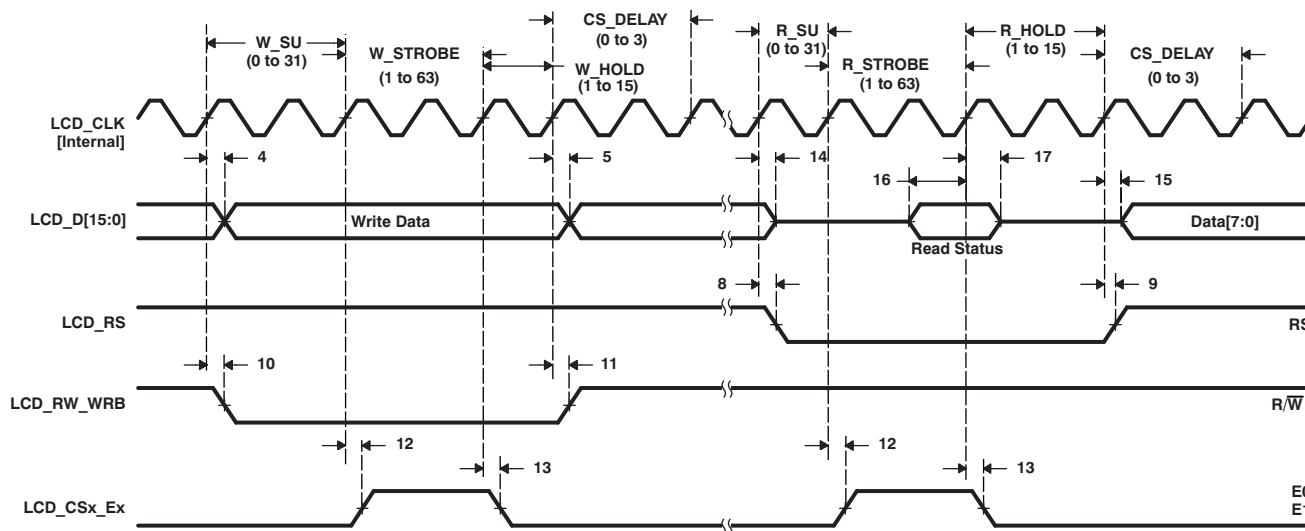 CS_DELAY
(0 to 3)
W_SU
(0 to 31)
W_STROBE
(1 to 63)
W_HOLD
(1 to 15)
R_SU
(0 to 31)
R_STROBE
(1 to 63)
R_HOLD
(1 to 15)
CS_DELAY
(0 to 3)
LCD_CLK
[Internal]
4
5
14
17
16
15
LCD_D[15:0]
Write Data
Data[7:0]
Read Status
8
9
LCD_RS
RS
10
11
LCD_RW_WRB
R/W̅
12
13
12
13
LCD_CSx_Ex
E0
E1